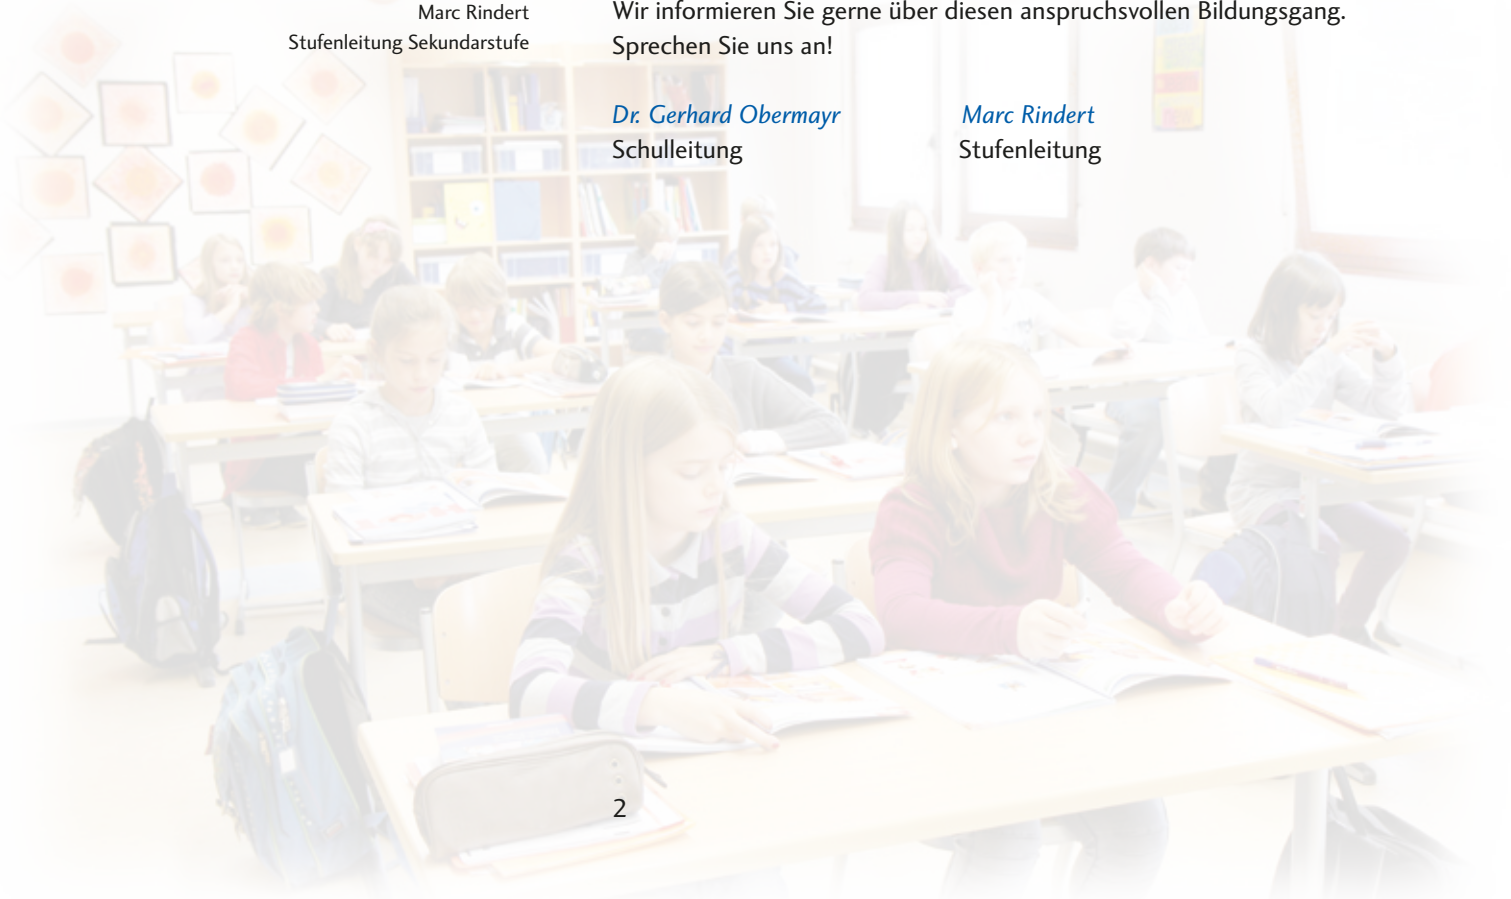 Marc Rindert
Stufenleitung Sekundarstufe
Wir informieren Sie gerne über diesen anspruchsvollen Bildungsgang.
Sprechen Sie uns an!
Dr. Gerhard Obermayr
Schulleitung
Marc Rindert
Stufenleitung
2